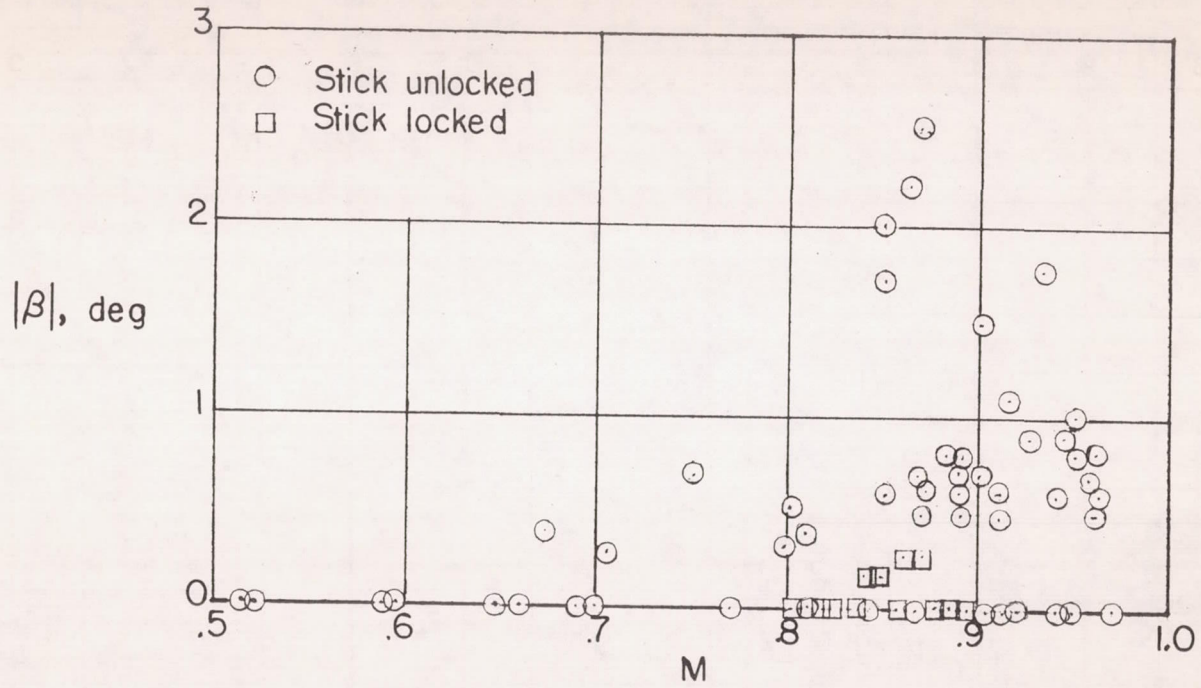 3
Stick unlocked
Stick locked
2
|β|, deg
1
0
.5 .6 .7 .8 .9 1.0
M